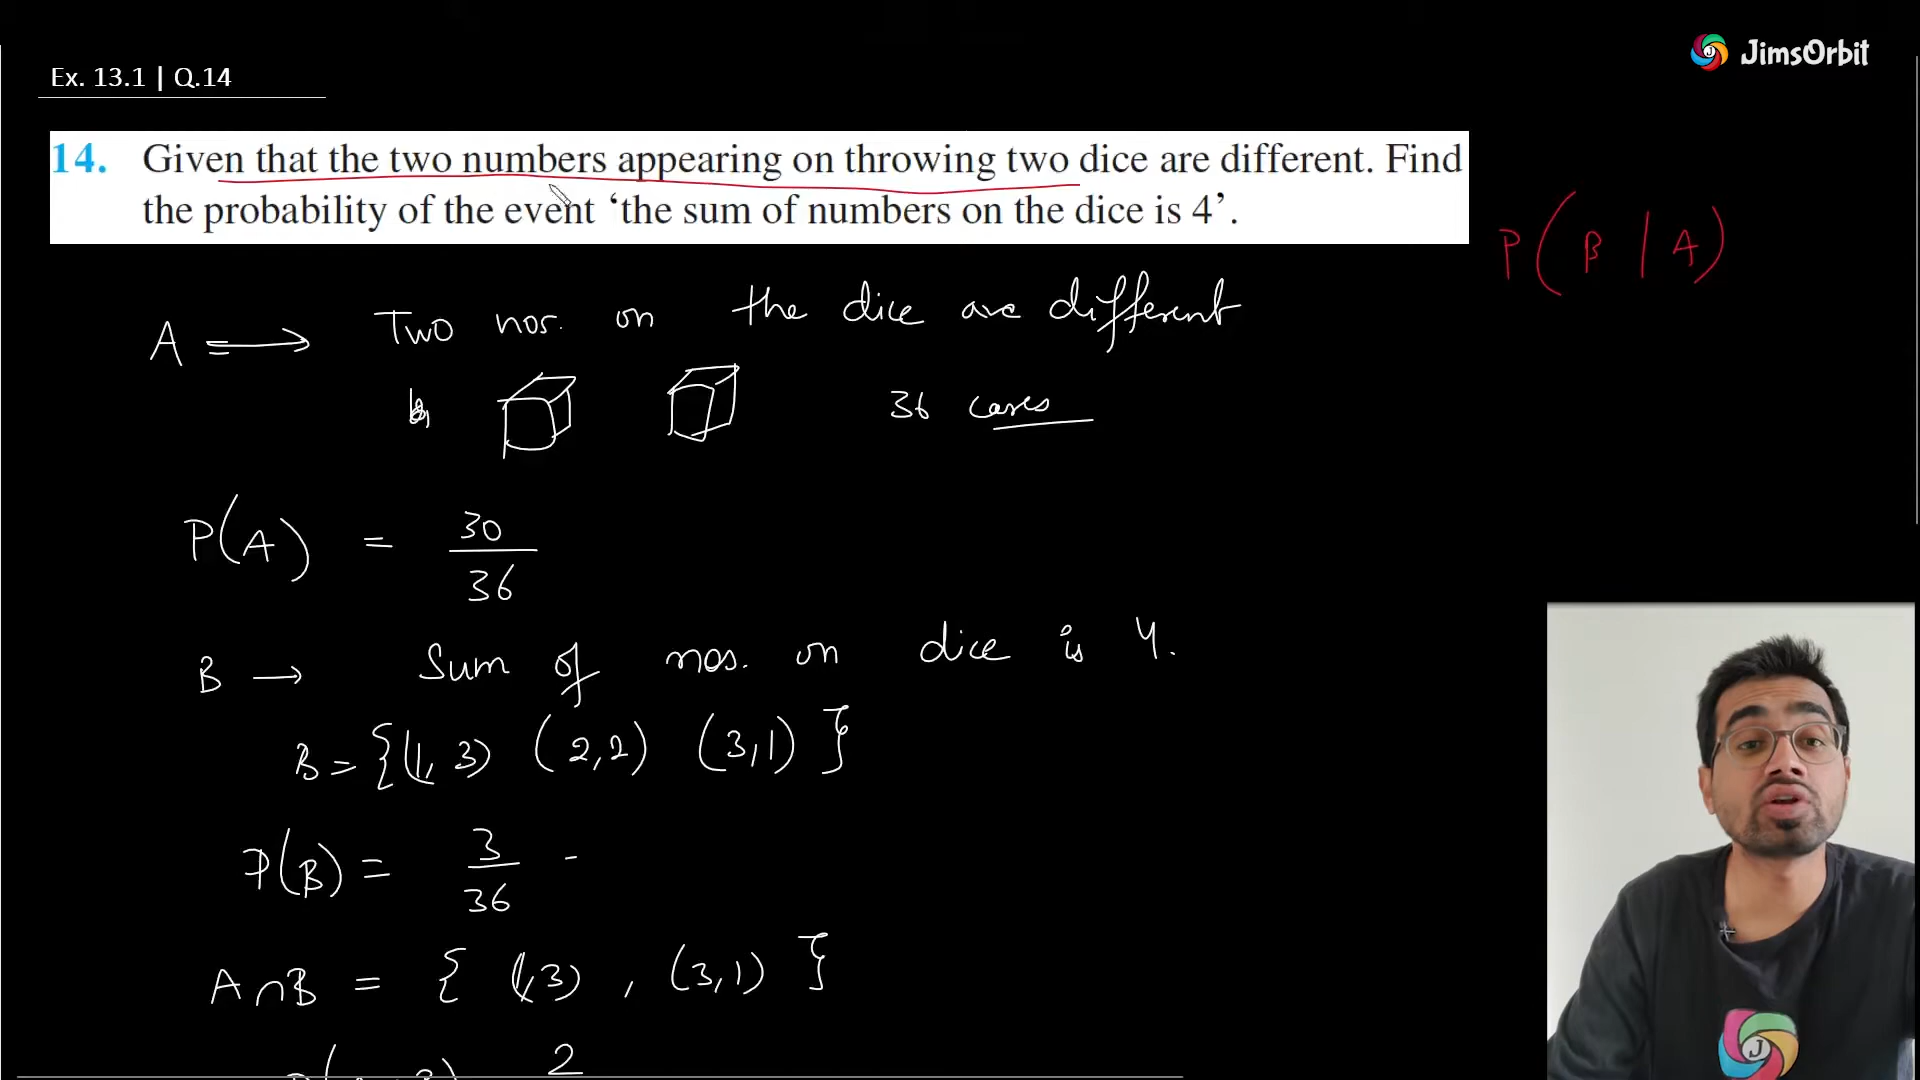 JimsOrbit
Ex. 13.1 | Q.14
14. Given that the two numbers appearing on throwing two dice are different. Find
the probability of the event ‘the sum of numbers on the dice is 4’.
P(B|A)
A ⟹ Two nos. on the dice are different
36 cases
P(A) = 30/36
B → Sum of nos. on dice is 4.
B = {(1, 3) (2,2) (3,1)}
P(B) = 3/36 -
A∩B = { (1,3) , (3,1) }
2
J